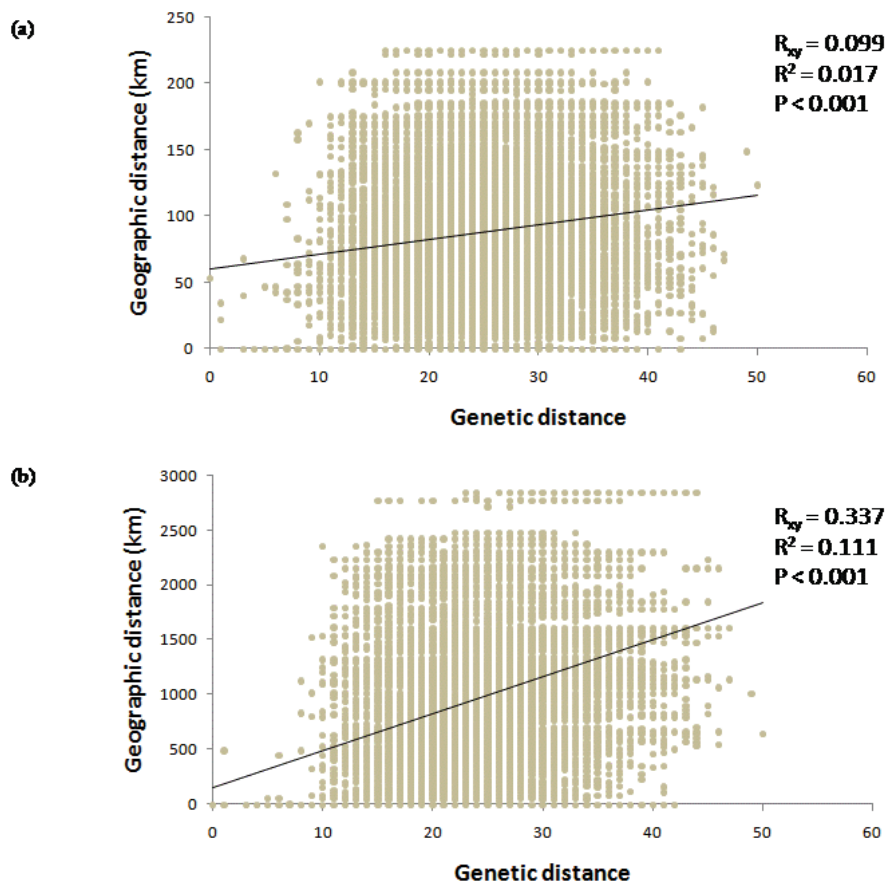 (a)
250
200
150
100
50
0
Geographic distance (km)
0 10 20 30 40 50 60
Genetic distance
R_xy = 0.099
R² = 0.017
P < 0.001
(b)
3000
2500
2000
1500
1000
500
0
Geographic distance (km)
0 10 20 30 40 50 60
Genetic distance
R_xy = 0.337
R² = 0.111
P < 0.001